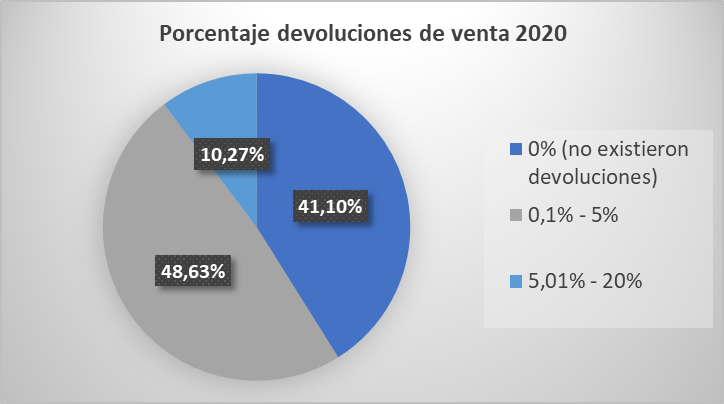 Porcentaje devoluciones de venta 2020
10,27%
41,10%
48,63%
0% (no existieron
devoluciones)
0,1% - 5%
5,01% - 20%